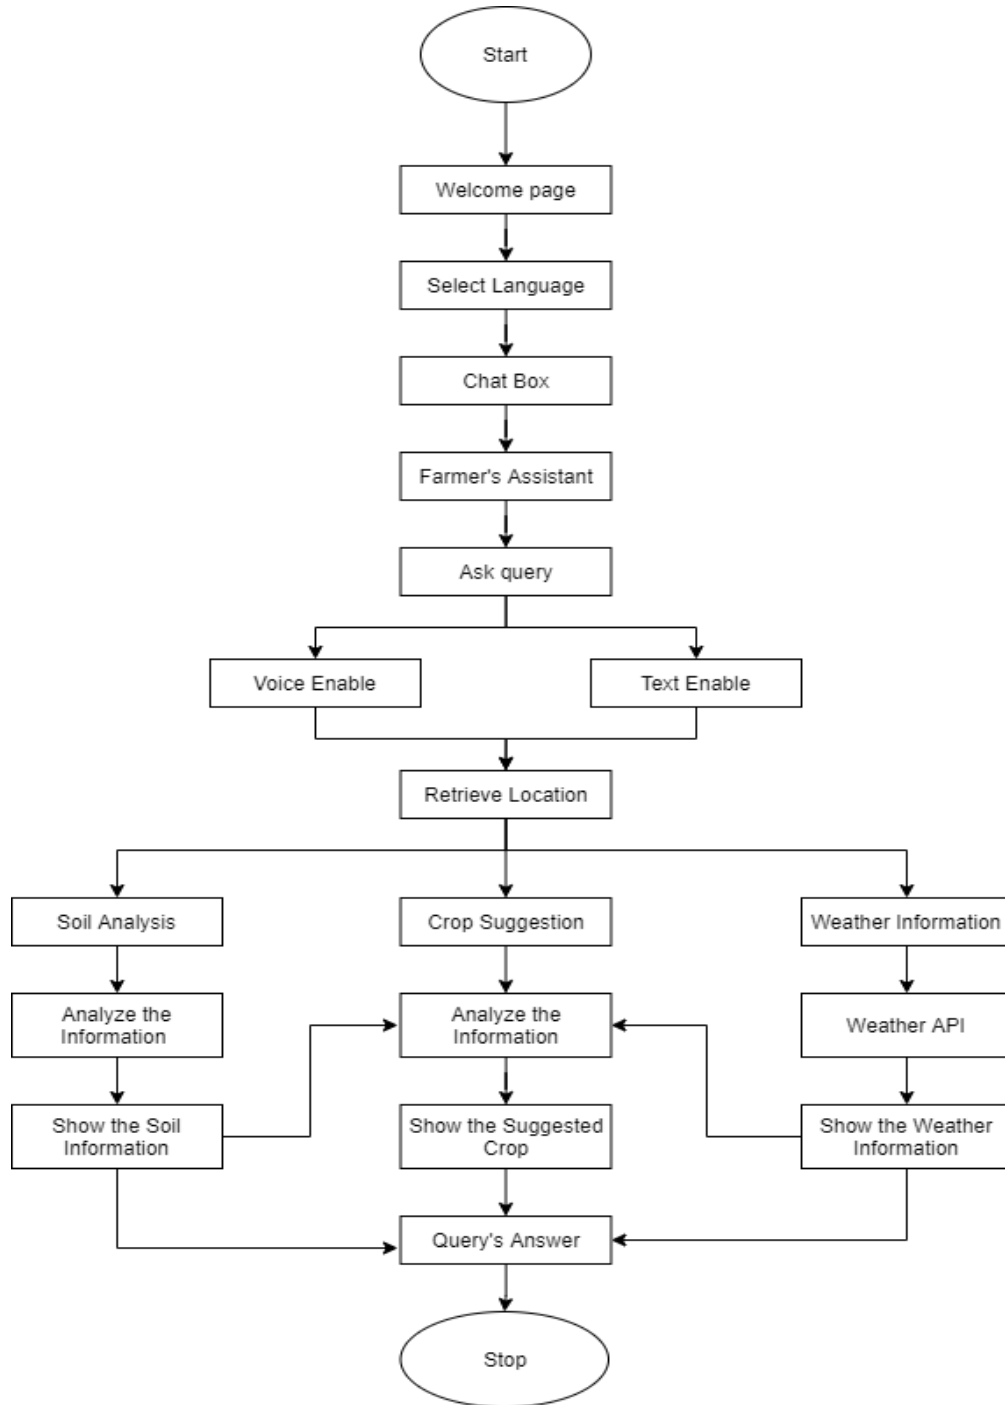 Start
Welcome page
Select Language
Chat Box
Farmer's Assistant
Ask query
Voice Enable
Text Enable
Retrieve Location
Soil Analysis
Crop Suggestion
Weather Information
Analyze the
Information
Analyze the
Information
Weather API
Show the Soil
Information
Show the Suggested
Crop
Show the Weather
Information
Query's Answer
Stop